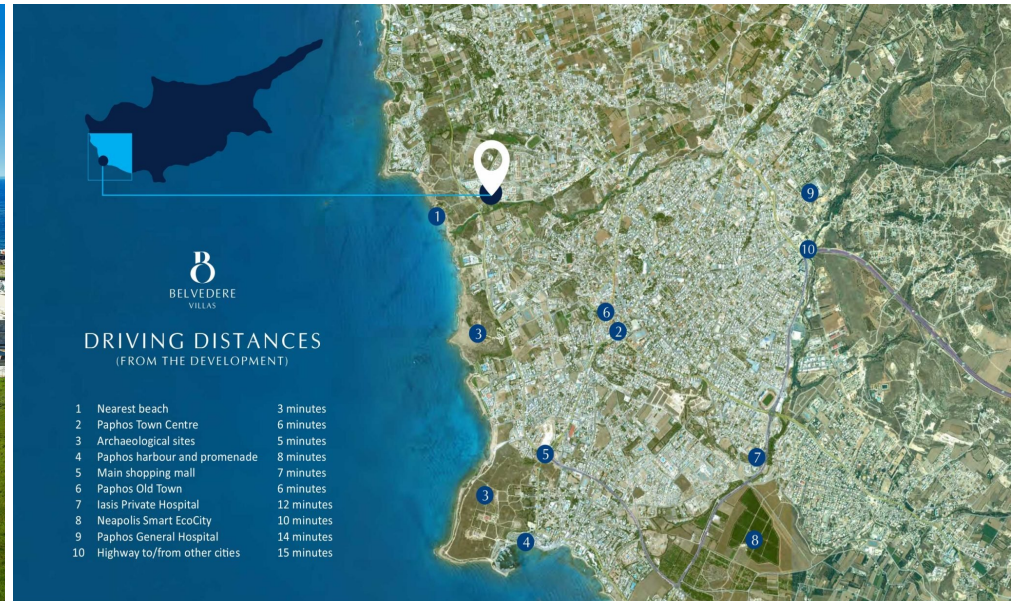 BELVEDERE
VILLAS
DRIVING DISTANCES
(FROM THE DEVELOPMENT)
1 Nearest beach 3 minutes
2 Paphos Town Centre 6 minutes
3 Archaeological sites 5 minutes
4 Paphos harbour and promenade 8 minutes
5 Main shopping mall 7 minutes
6 Paphos Old Town 6 minutes
7 Iasis Private Hospital 12 minutes
8 Neapolis Smart EcoCity 10 minutes
9 Paphos General Hospital 14 minutes
10 Highway to/from other cities 15 minutes
1
9
10
6
2
3
5
7
3
4
8